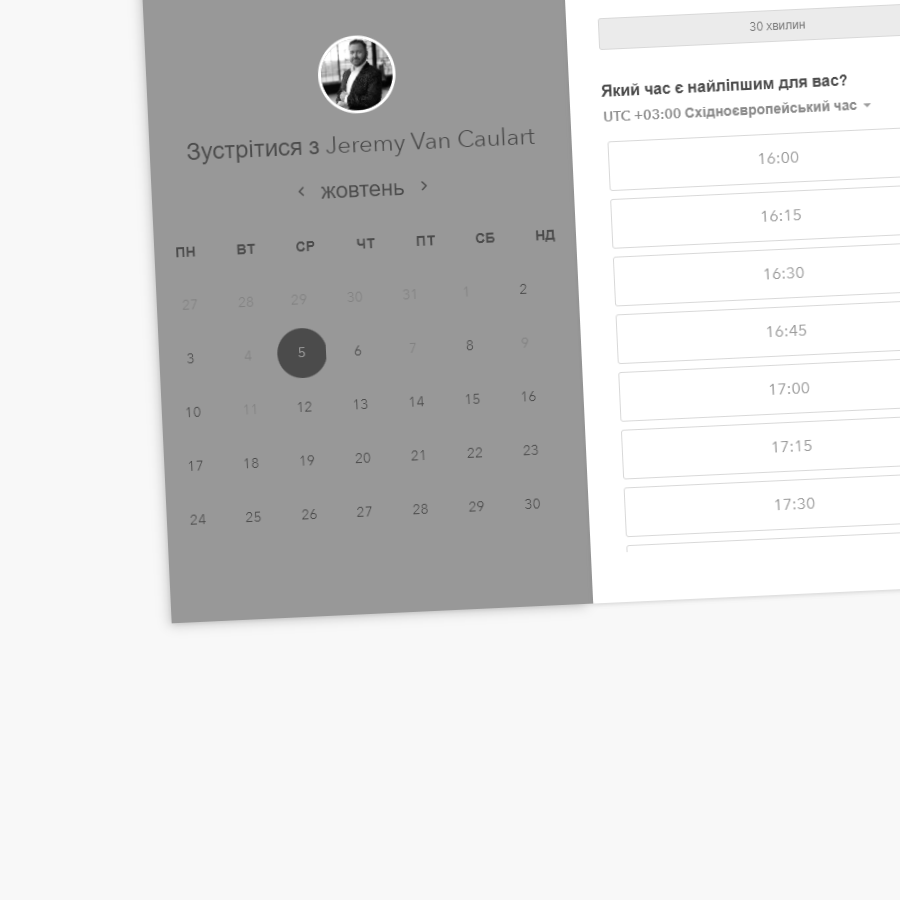 Зустрітися з Jeremy Van Caulart
‹ жовтень ›
ПН ВТ СР ЧТ ПТ СБ НД
27 28 29 30 31 1 2
3 4 5 6 7 8 9
10 11 12 13 14 15 16
17 18 19 20 21 22 23
24 25 26 27 28 29 30
30 хвилин
Який час є найліпшим для вас?
UTC +03:00 Східноєвропейський час
16:00
16:15
16:30
16:45
17:00
17:15
17:30